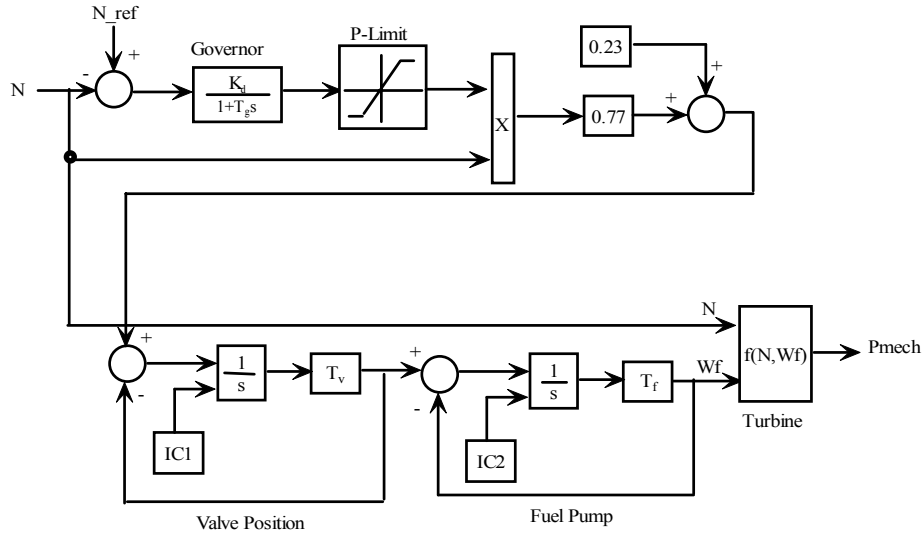 N_ref
+
-
N
Governor
K_d
1+T_g s
P-Limit
X
0.23
+
0.77
+
+
-
1
s
IC1
T_v
Valve Position
+
-
1
s
IC2
T_f
Fuel Pump
N
Wf
f(N,Wf)
Turbine
Pmech